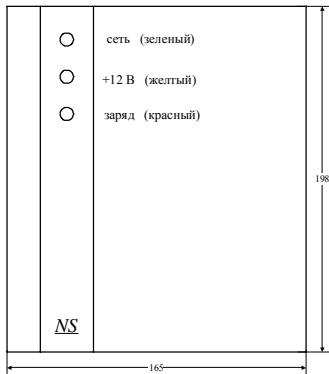 сеть (зеленый)
+12 В (желтый)
заряд (красный)
198
NS
165